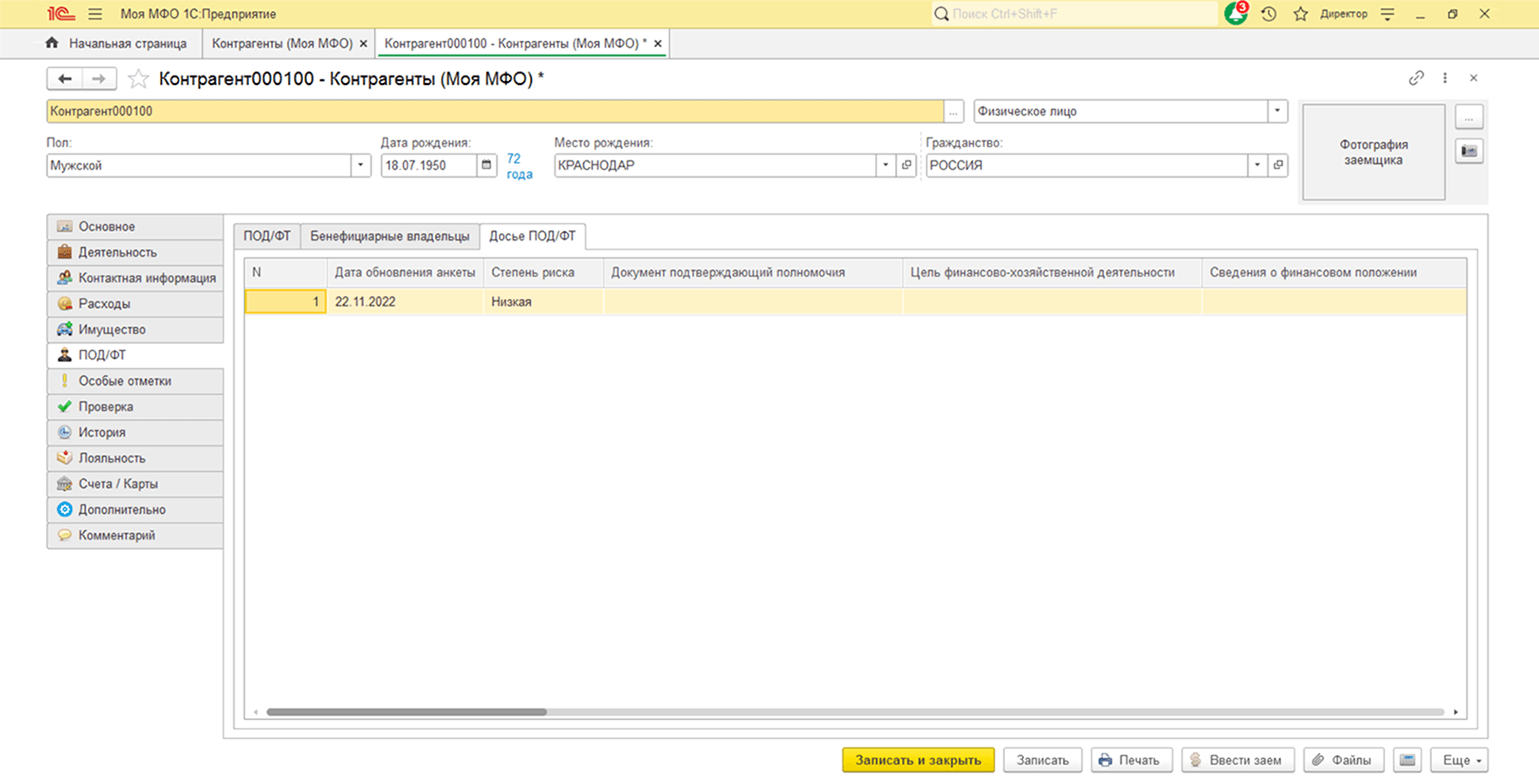 1С Моя МФО 1С:Предприятие Поиск Ctrl+Shift+F 3 Директор
Начальная страница Контрагенты (Моя МФО) × Контрагент000100 - Контрагенты (Моя МФО) * ×
Контрагент000100 - Контрагенты (Моя МФО) *
Контрагент000100 ... Физическое лицо
Пол: Дата рождения: Место рождения: Гражданство:
Мужской 18.07.1950 72 года КРАСНОДАР РОССИЯ
Фотография
заемщика
...
Основное
Деятельность
Контактная информация
Расходы
Имущество
ПОД/ФТ
Особые отметки
Проверка
История
Лояльность
Счета / Карты
Дополнительно
Комментарий
ПОД/ФТ Бенефициарные владельцы Досье ПОД/ФТ
N Дата обновления анкеты Степень риска Документ подтверждающий полномочия Цель финансово-хозяйственной деятельности Сведения о финансовом положении
1 22.11.2022 Низкая
Записать и закрыть Записать Печать Ввести заем Файлы Еще